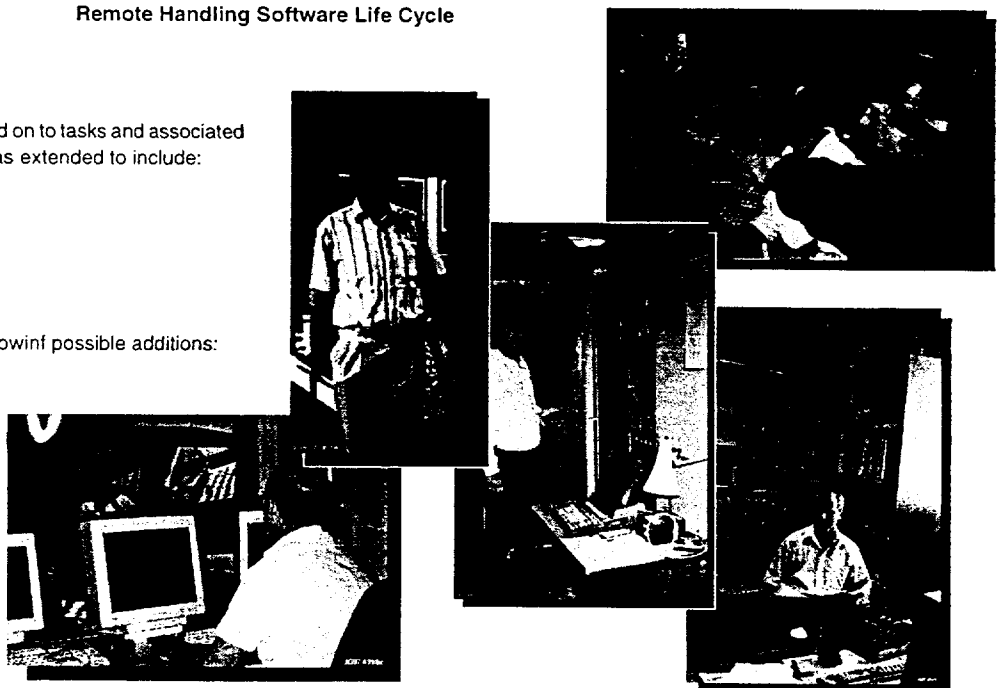 Remote Handling Software Life Cycle
d on to tasks and associated
as extended to include:
owinf possible additions: